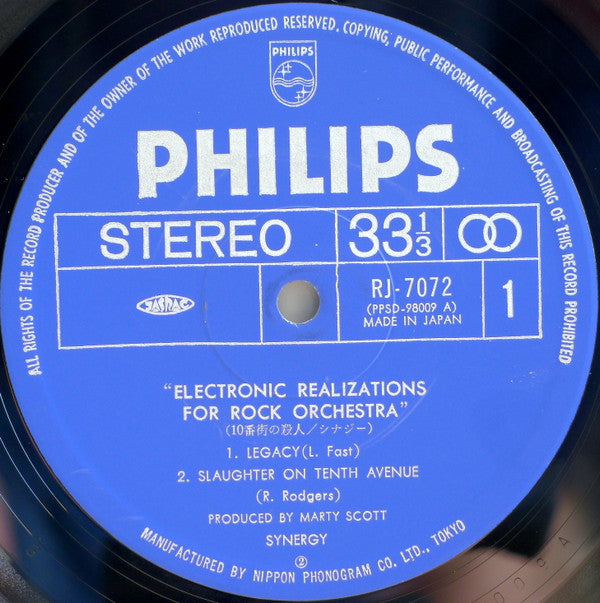 ALL RIGHTS OF THE RECORD PRODUCER AND OF THE OWNER OF THE WORK REPRODUCED RESERVED. COPYING, PUBLIC PERFORMANCE AND BROADCASTING OF THIS RECORD PROHIBITED
PHILIPS
PHILIPS
STEREO
33 1/3
RJ-7072
(PPSD-98009 A)
MADE IN JAPAN
1
"ELECTRONIC REALIZATIONS
FOR ROCK ORCHESTRA"
(10番街の殺人／シナジー)
1. LEGACY(L. Fast)
2. SLAUGHTER ON TENTH AVENUE
(R. Rodgers)
PRODUCED BY MARTY SCOTT
SYNERGY
②
MANUFACTURED BY NIPPON PHONOGRAM CO. LTD., TOKYO